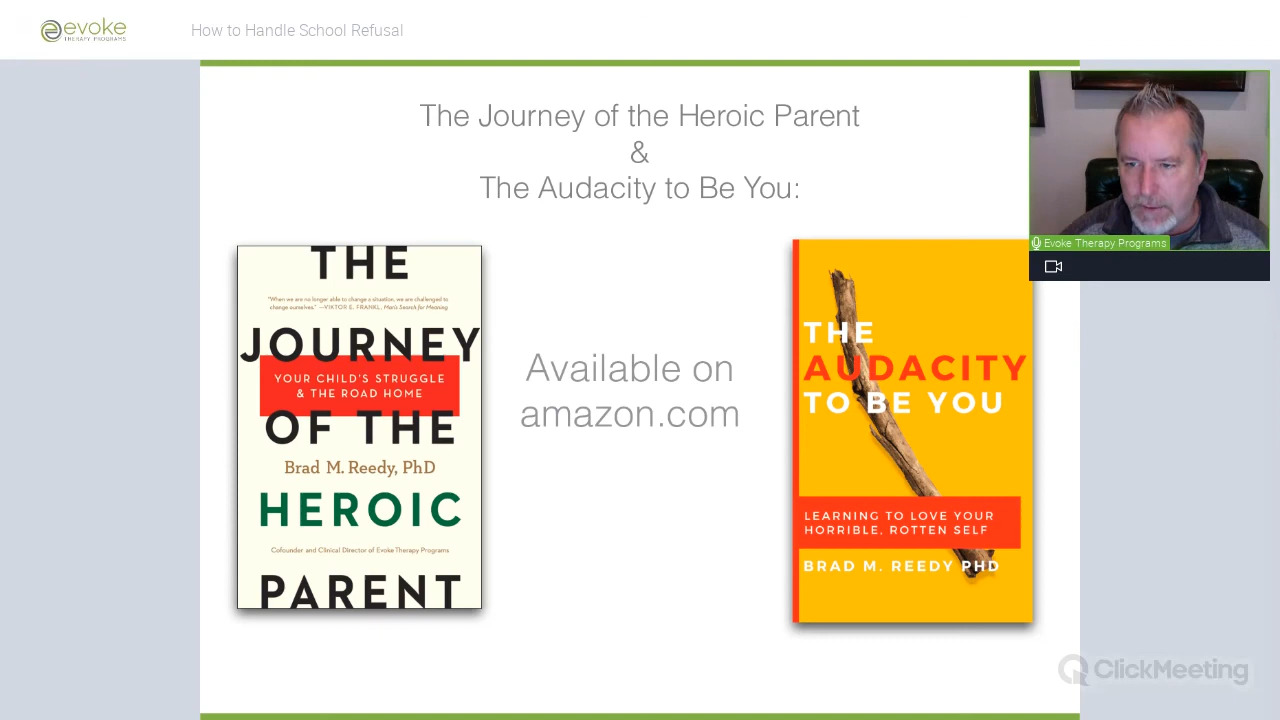 evoke
THERAPY PROGRAMS
How to Handle School Refusal
The Journey of the Heroic Parent
&
The Audacity to Be You:
Evoke Therapy Programs
THE
"When we are no longer able to change a situation, we are challenged to
change ourselves." —VIKTOR E. FRANKL, Man's Search for Meaning
JOURNEY
YOUR CHILD'S STRUGGLE
& THE ROAD HOME
OF THE
Brad M. Reedy, PhD
HEROIC
Cofounder and Clinical Director of Evoke Therapy Programs
PARENT
Available on
amazon.com
THE
AUDACITY
TO BE YOU
LEARNING TO LOVE YOUR
HORRIBLE, ROTTEN SELF
BRAD M. REEDY PHD
ClickMeeting